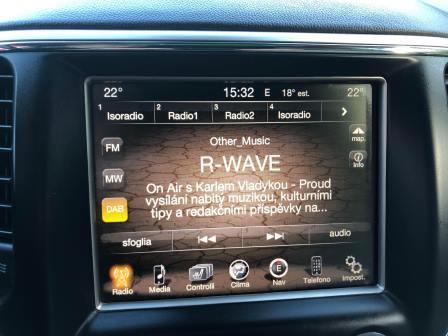 22° 15:32 E 18° est. 22°
1 Isoradio 2 Radio1 3 Radio2 4 Isoradio
map.
Other_Music
FM
R-WAVE
Info
MW
On Air s Karlem Vladykou - Proud
vysílání nabitý muzikou, kulturními
tipy a redakčními příspěvky na...
DAB
sfoglia audio
Radio Media Controlli Clima Nav Telefono Impost.
E